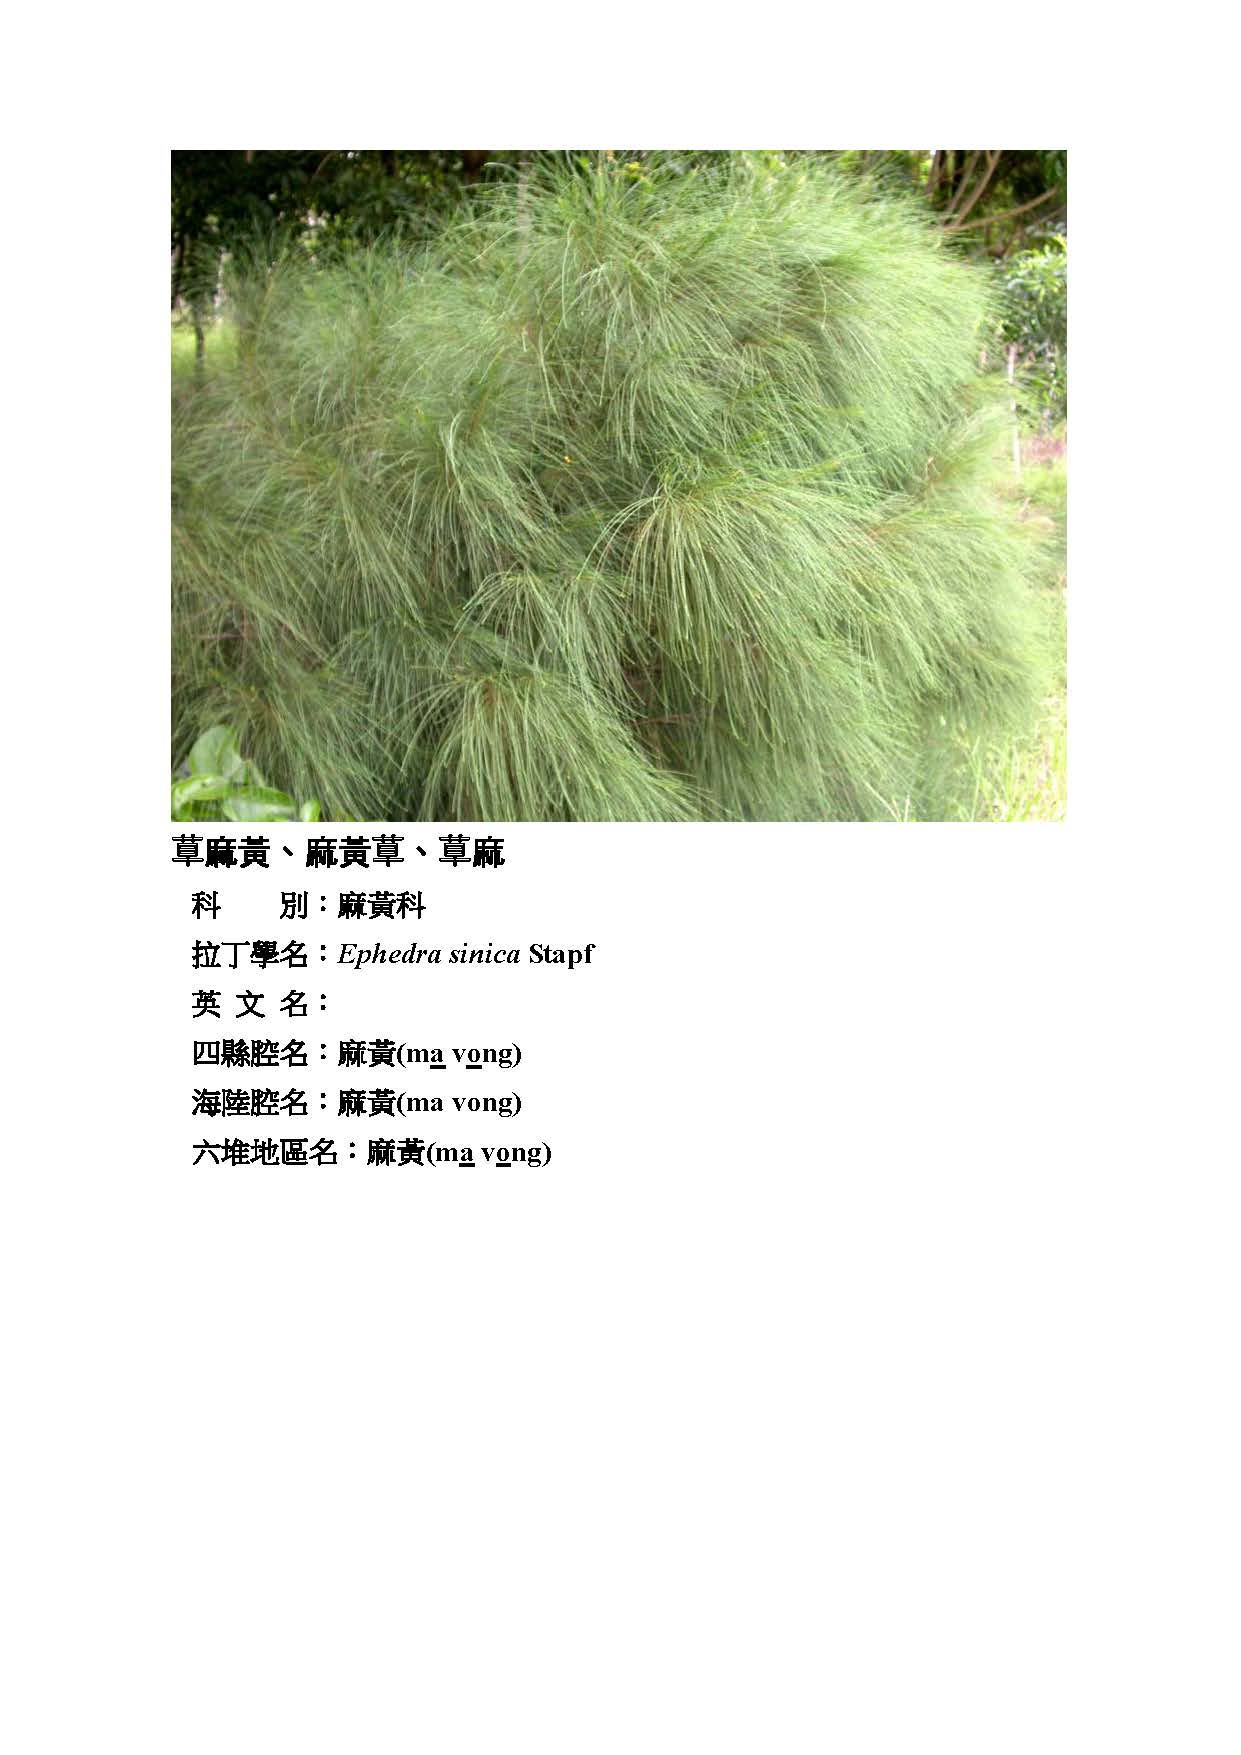 草麻黃、麻黃草、草麻
科　　別：麻黃科
拉丁學名：Ephedra sinica Stapf
英 文 名：
四縣腔名：麻黃(ma vong)
海陸腔名：麻黃(ma vong)
六堆地區名：麻黃(ma vong)